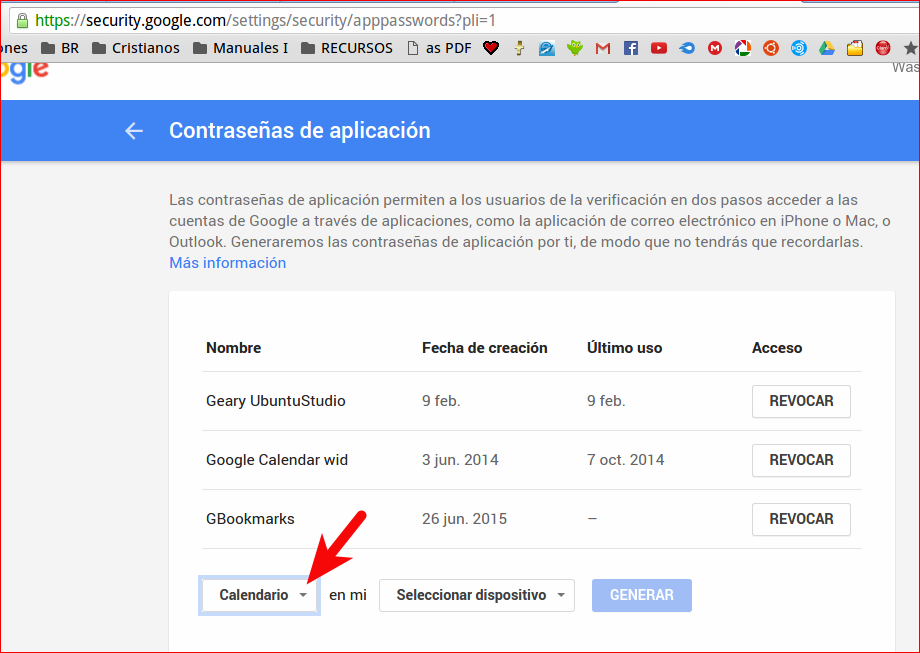 https://security.google.com/settings/security/apppasswords?pli=1
ones BR Cristianos Manuales I RECURSOS as PDF
ogle
Was
Contraseñas de aplicación
Las contraseñas de aplicación permiten a los usuarios de la verificación en dos pasos acceder a las
cuentas de Google a través de aplicaciones, como la aplicación de correo electrónico en iPhone o Mac, o
Outlook. Generaremos las contraseñas de aplicación por ti, de modo que no tendrás que recordarlas.
Más información
Nombre Fecha de creación Último uso Acceso
Geary UbuntuStudio 9 feb. 9 feb. REVOCAR
Google Calendar wid 3 jun. 2014 7 oct. 2014 REVOCAR
GBookmarks 26 jun. 2015 – REVOCAR
Calendario en mi Seleccionar dispositivo GENERAR